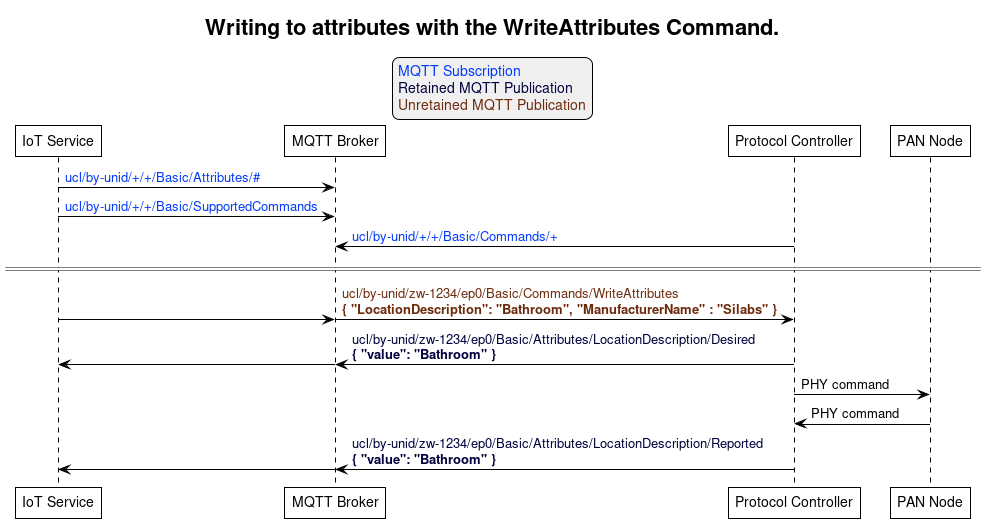 Writing to attributes with the WriteAttributes Command.
MQTT Subscription
Retained MQTT Publication
Unretained MQTT Publication
IoT Service
MQTT Broker
Protocol Controller
PAN Node
ucl/by-unid/+/+/Basic/Attributes/#
ucl/by-unid/+/+/Basic/SupportedCommands
ucl/by-unid/+/+/Basic/Commands/+
ucl/by-unid/zw-1234/ep0/Basic/Commands/WriteAttributes
{ "LocationDescription": "Bathroom", "ManufacturerName" : "Silabs" }
ucl/by-unid/zw-1234/ep0/Basic/Attributes/LocationDescription/Desired
{ "value": "Bathroom" }
PHY command
PHY command
ucl/by-unid/zw-1234/ep0/Basic/Attributes/LocationDescription/Reported
{ "value": "Bathroom" }
IoT Service
MQTT Broker
Protocol Controller
PAN Node